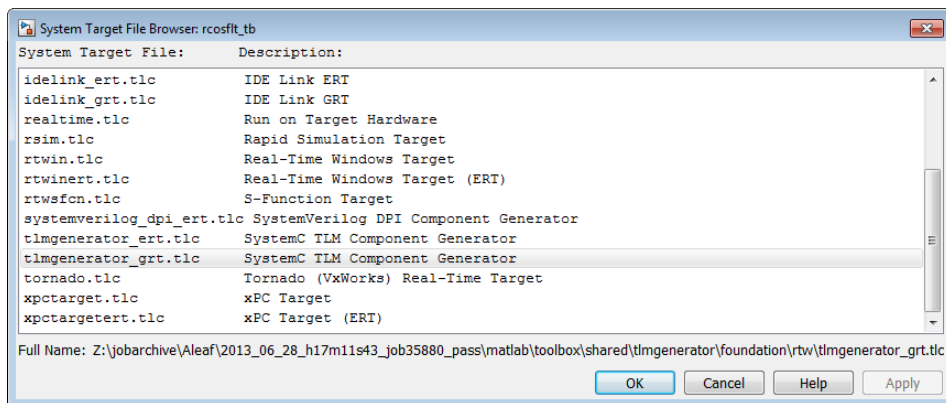 System Target File Browser: rcosflt_tb
System Target File: Description:
idelink_ert.tlc IDE Link ERT
idelink_grt.tlc IDE Link GRT
realtime.tlc Run on Target Hardware
rsim.tlc Rapid Simulation Target
rtwin.tlc Real-Time Windows Target
rtwinert.tlc Real-Time Windows Target (ERT)
rtwsfcn.tlc S-Function Target
systemverilog_dpi_ert.tlc SystemVerilog DPI Component Generator
tlmgenerator_ert.tlc SystemC TLM Component Generator
tlmgenerator_grt.tlc SystemC TLM Component Generator
tornado.tlc Tornado (VxWorks) Real-Time Target
xpctarget.tlc xPC Target
xpctargetert.tlc xPC Target (ERT)
Full Name: Z:\jobarchive\Aleaf\2013_06_28_h17m11s43_job35880_pass\matlab\toolbox\shared\tlmgenerator\foundation\rtw\tlmgenerator_grt.tlc
OK Cancel Help Apply